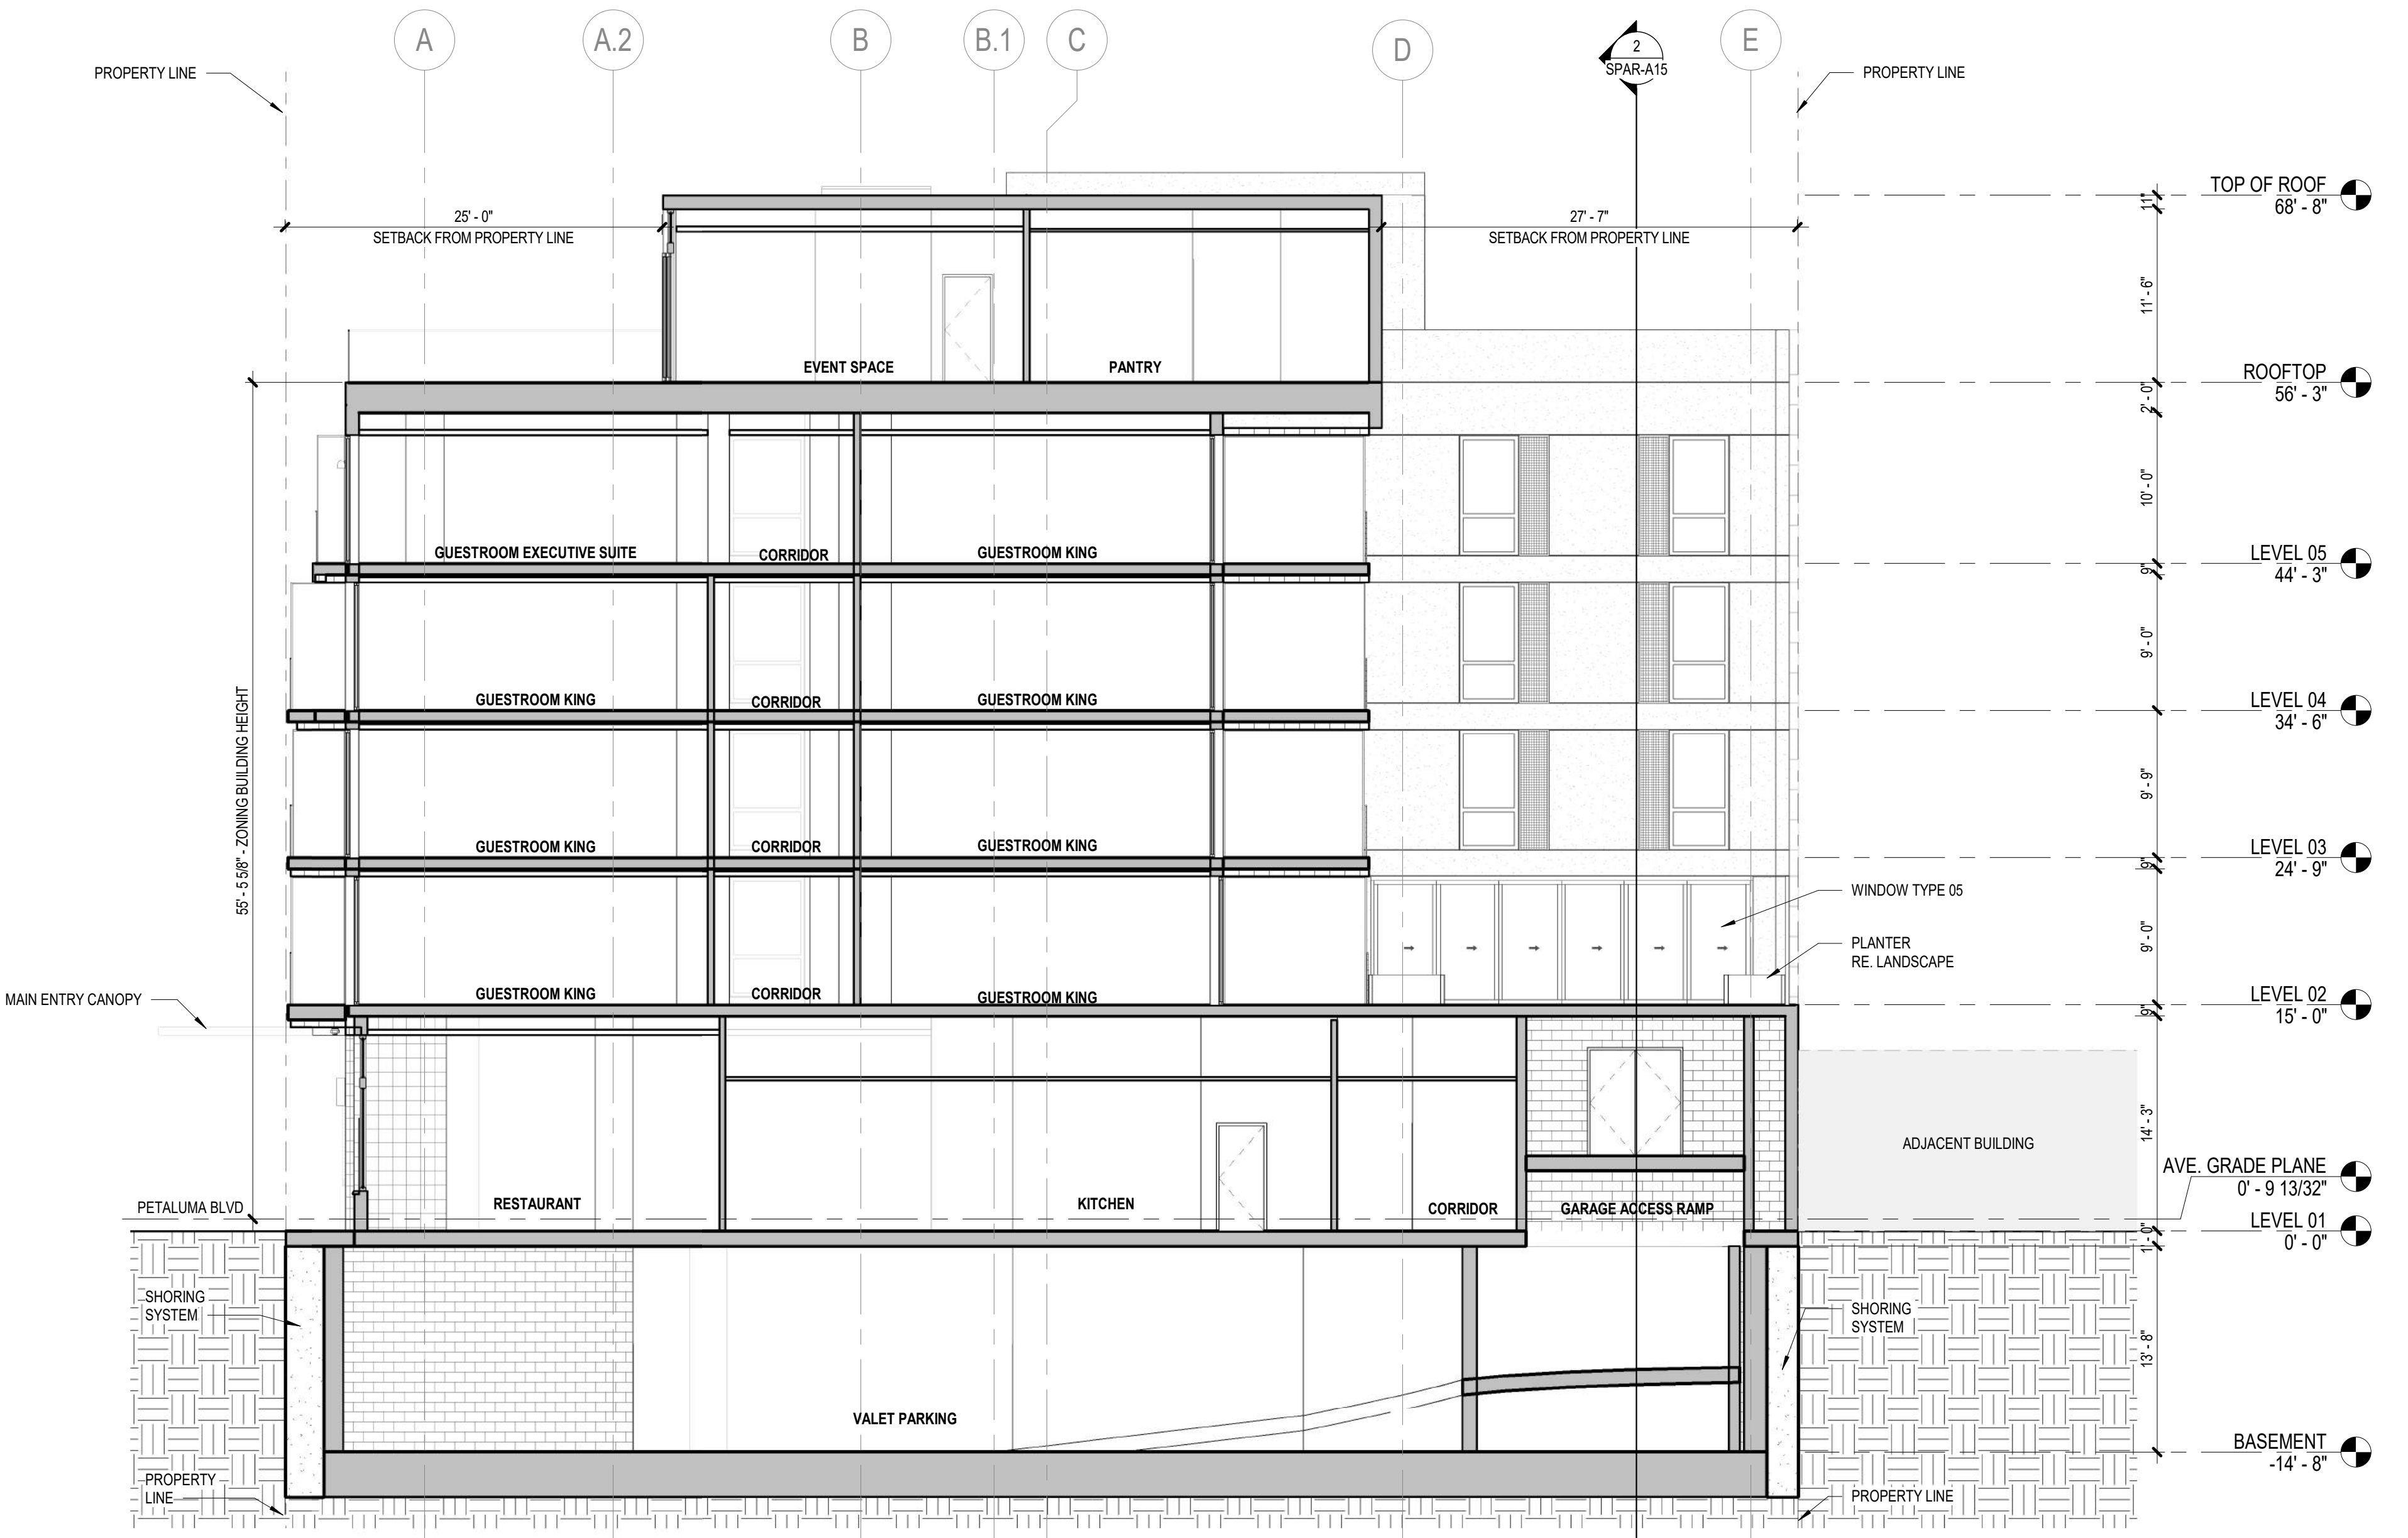 A
A.2
B
B.1
C
D
2
SPAR-A15
E
PROPERTY LINE
PROPERTY LINE
TOP OF ROOF
68' - 8"
11"
25' - 0"
SETBACK FROM PROPERTY LINE
27' - 7"
SETBACK FROM PROPERTY LINE
11' - 6"
EVENT SPACE
PANTRY
ROOFTOP
56' - 3"
2' - 0"
10' - 0"
GUESTROOM EXECUTIVE SUITE
CORRIDOR
GUESTROOM KING
LEVEL 05
44' - 3"
9"
9' - 0"
GUESTROOM KING
CORRIDOR
GUESTROOM KING
LEVEL 04
34' - 6"
55' - 5 5/8" - ZONING BUILDING HEIGHT
9' - 9"
GUESTROOM KING
CORRIDOR
GUESTROOM KING
LEVEL 03
24' - 9"
9"
WINDOW TYPE 05
PLANTER
RE. LANDSCAPE
9' - 0"
GUESTROOM KING
CORRIDOR
GUESTROOM KING
MAIN ENTRY CANOPY
LEVEL 02
15' - 0"
9"
14' - 3"
ADJACENT BUILDING
AVE. GRADE PLANE
0' - 9 13/32"
PETALUMA BLVD
RESTAURANT
KITCHEN
CORRIDOR
GARAGE ACCESS RAMP
LEVEL 01
0' - 0"
1' - 0"
SHORING
SYSTEM
SHORING
SYSTEM
13' - 8"
VALET PARKING
BASEMENT
-14' - 8"
PROPERTY
LINE
PROPERTY LINE